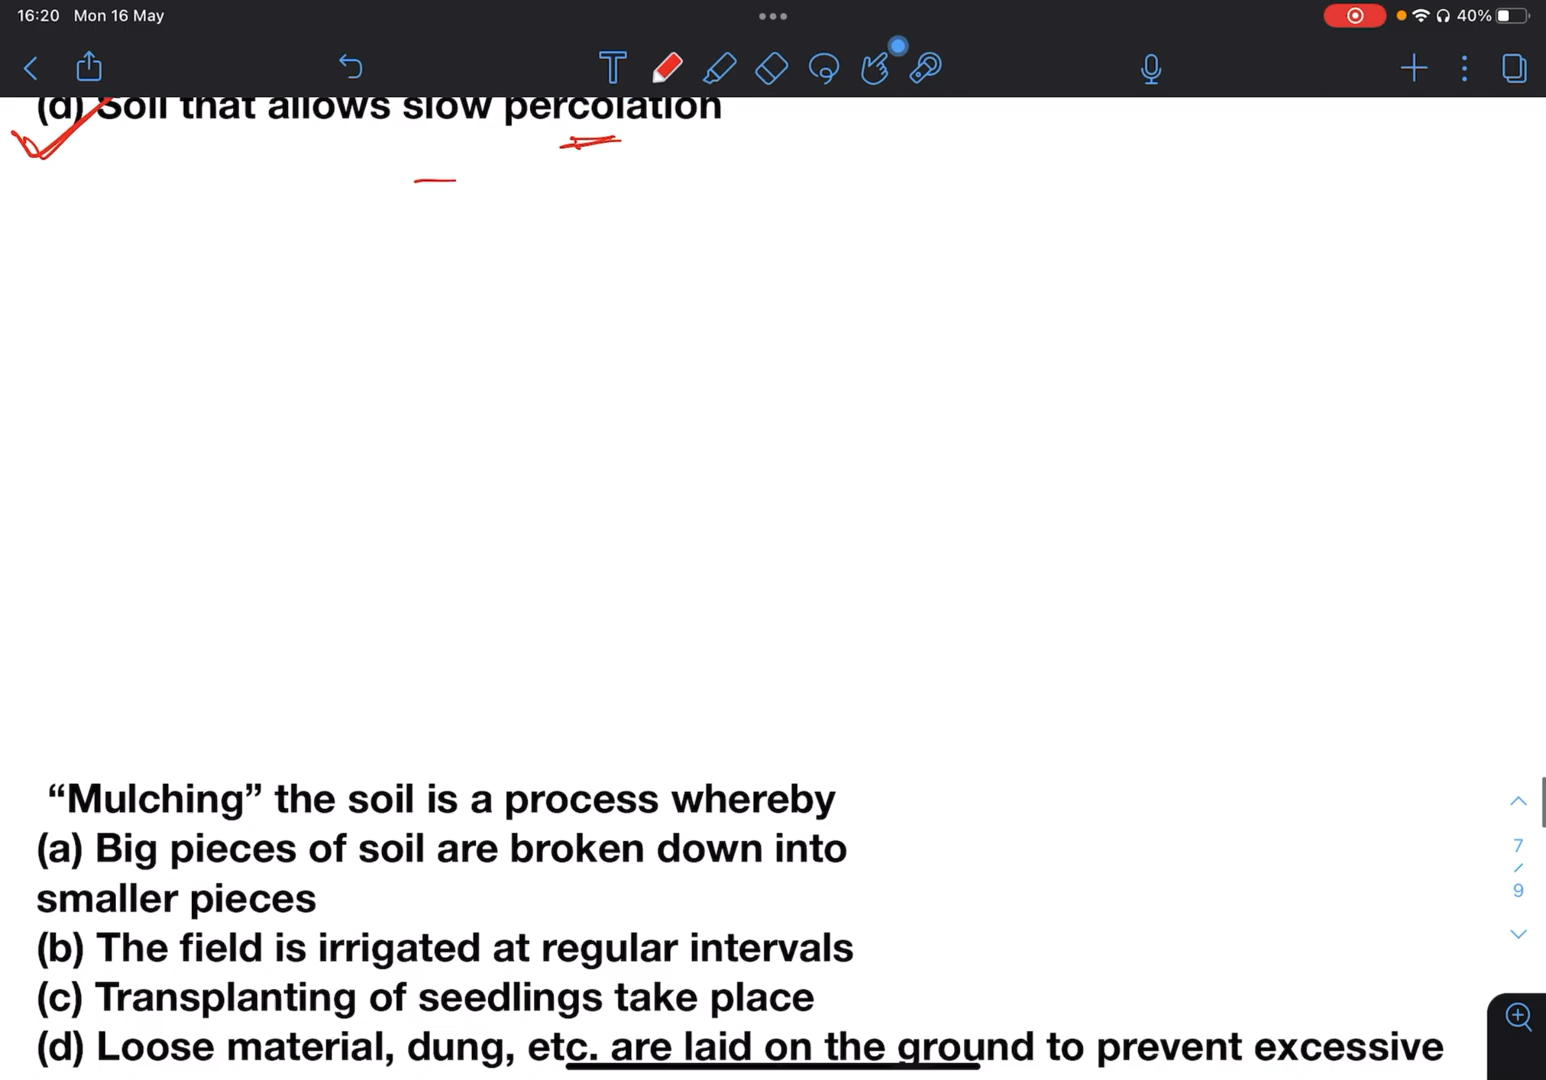 16:20 Mon 16 May
40%
(d) Soil that allows slow percolation
“Mulching” the soil is a process whereby
(a) Big pieces of soil are broken down into
smaller pieces
(b) The field is irrigated at regular intervals
(c) Transplanting of seedlings take place
(d) Loose material, dung, etc. are laid on the ground to prevent excessive
7
/
9